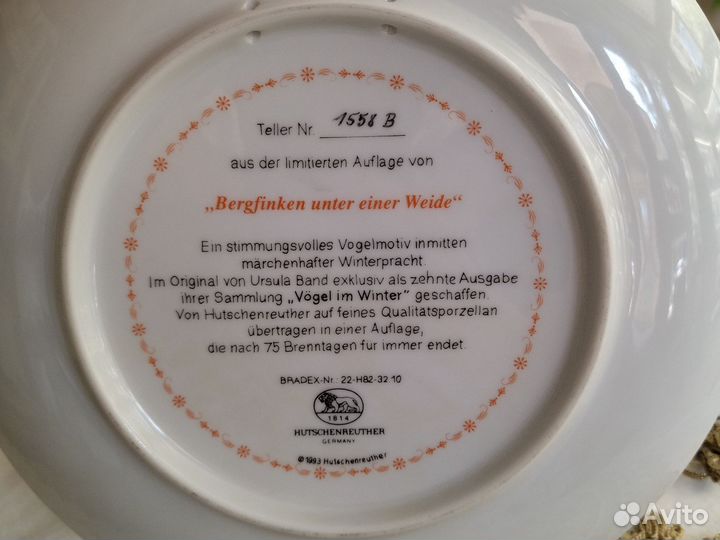 Teller Nr. 1558 B
aus der limitierten Auflage von
„Bergfinken unter einer Weide“
Ein stimmungsvolles Vogelmotiv inmitten
märchenhafter Winterpracht.
Im Original von Ursula Band exklusiv als zehnte Ausgabe
ihrer Sammlung „Vögel im Winter“ geschaffen.
Von Hutschenreuther auf feines Qualitätsporzellan
übertragen in einer Auflage,
die nach 75 Brenntagen für immer endet.
BRADEX-Nr.: 22-H82-32.10
1814
HUTSCHENREUTHER
GERMANY
©1993 Hutschenreuther
Avito